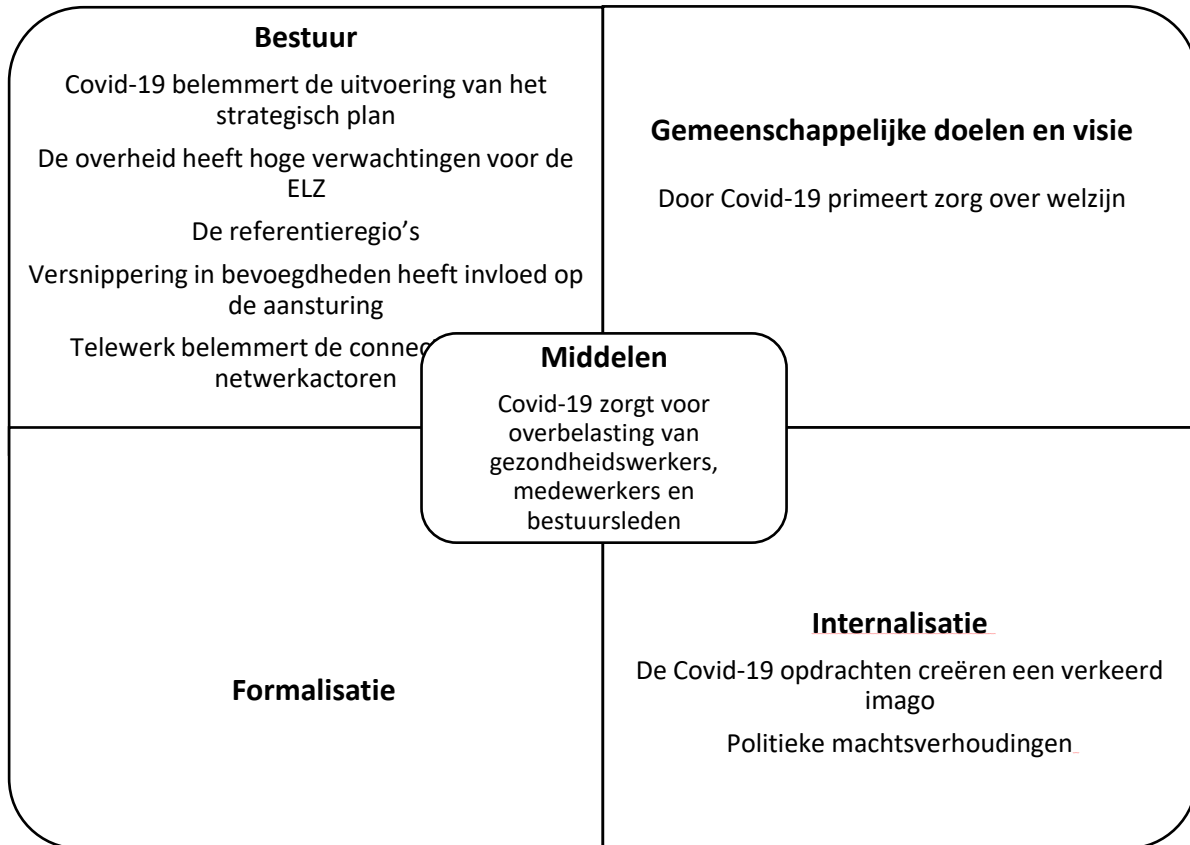 Bestuur
Covid-19 belemmert de uitvoering van het
strategisch plan
De overheid heeft hoge verwachtingen voor de
ELZ
De referentieregio's
Versnippering in bevoegdheden heeft invloed op
de aansturing
Telewerk belemmert de connec
netwerkactoren
Gemeenschappelijke doelen en visie
Door Covid-19 primeert zorg over welzijn
Middelen
Covid-19 zorgt voor
overbelasting van
gezondheidswerkers,
medewerkers en
bestuursleden
Formalisatie
Internalisatie
De Covid-19 opdrachten creëren een verkeerd
imago
Politieke machtsverhoudingen